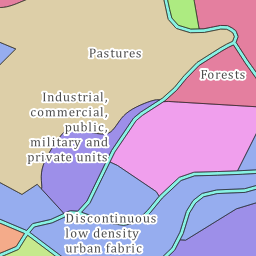 Pastures
Forests
Industrial,
commercial,
public,
military and
private units
Discontinuous
low density
urban fabric